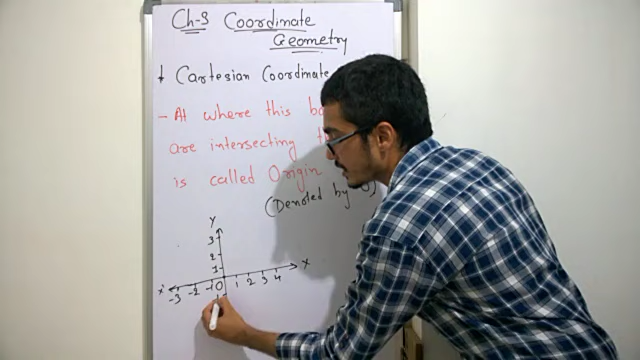 Ch-3 Coordinate
Geometry
Cartesian Coordinate
- At where this
are intersecting
is called Origin
(Denoted by 'O')
Y
3
2
1
X' -3 -2 -1 O 1 2 3 4 X